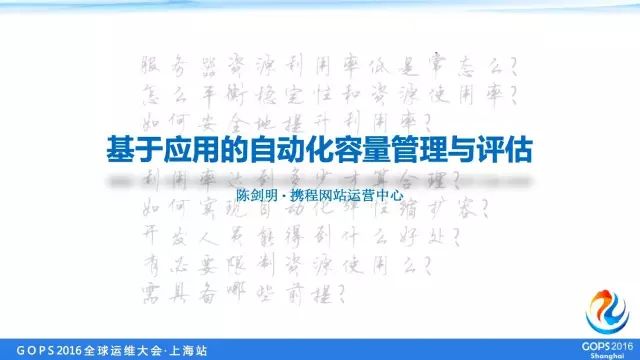 服务器资源利用率低是常态么?
怎么平衡稳定性和资源使用率?
如何安全地提升利用率?
基于应用的自动化容量管理与评估
利用率达到多少才算合理?
陈剑明·携程网站运营中心
如何实现自动化弹性缩扩容?
开发人员能得到什么好处?
有必要限制资源使用么?
需具备哪些前提?
GOPS2016全球运维大会·上海站
GOPS2016
Shanghai